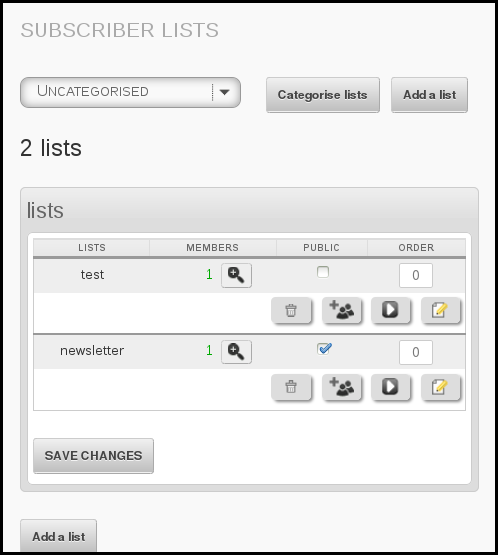 SUBSCRIBER LISTS
UNCATEGORISED
Categorise lists
Add a list
2 lists
lists
LISTS MEMBERS PUBLIC ORDER
test 1 0
newsletter 1 0
SAVE CHANGES
Add a list